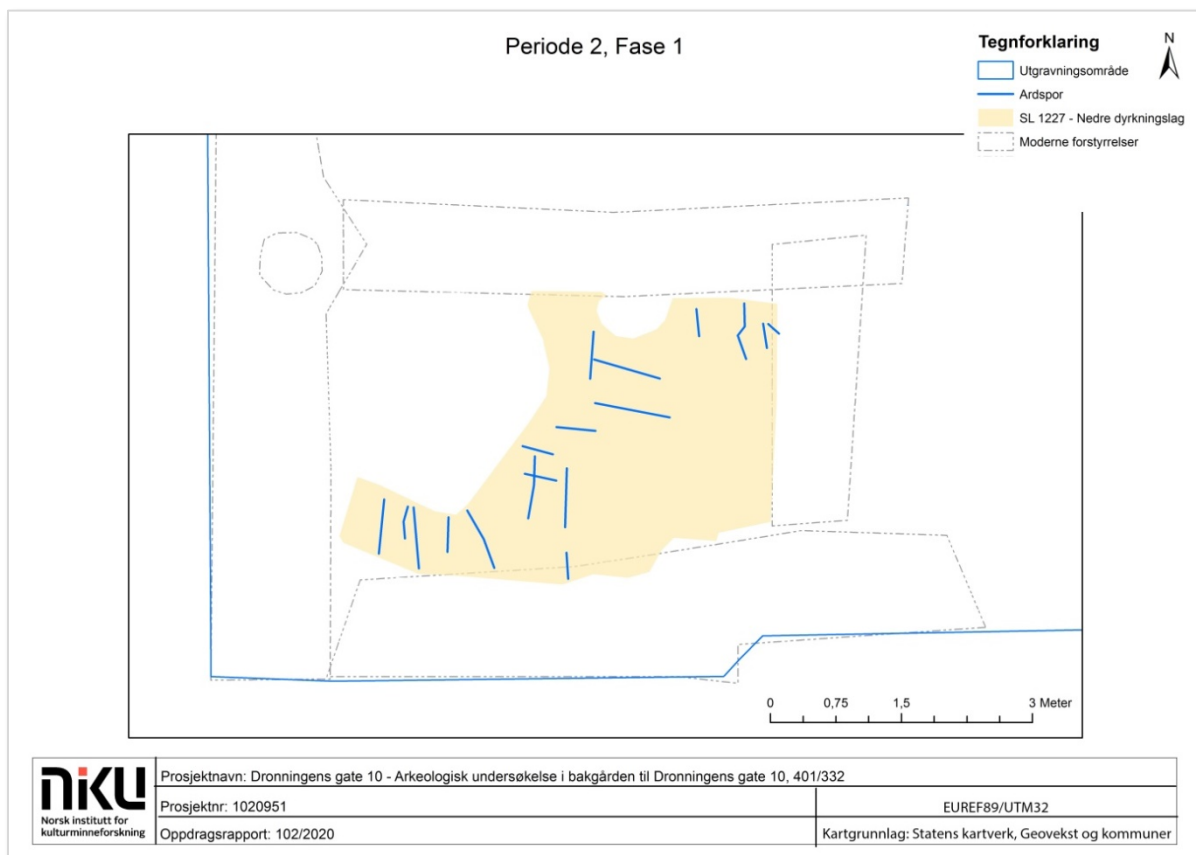 Periode 2, Fase 1
Tegnforklaring
Utgravningsområde
Ardspor
SL 1227 - Nedre dyrkningslag
Moderne forstyrrelser
N
0 0,75 1,5 3 Meter
NIKU
Norsk institutt for
kulturminneforskning
Prosjektnavn: Dronningens gate 10 - Arkeologisk undersøkelse i bakgården til Dronningens gate 10, 401/332
Prosjektnr: 1020951
EUREF89/UTM32
Oppdragsrapport: 102/2020
Kartgrunnlag: Statens kartverk, Geovekst og kommuner